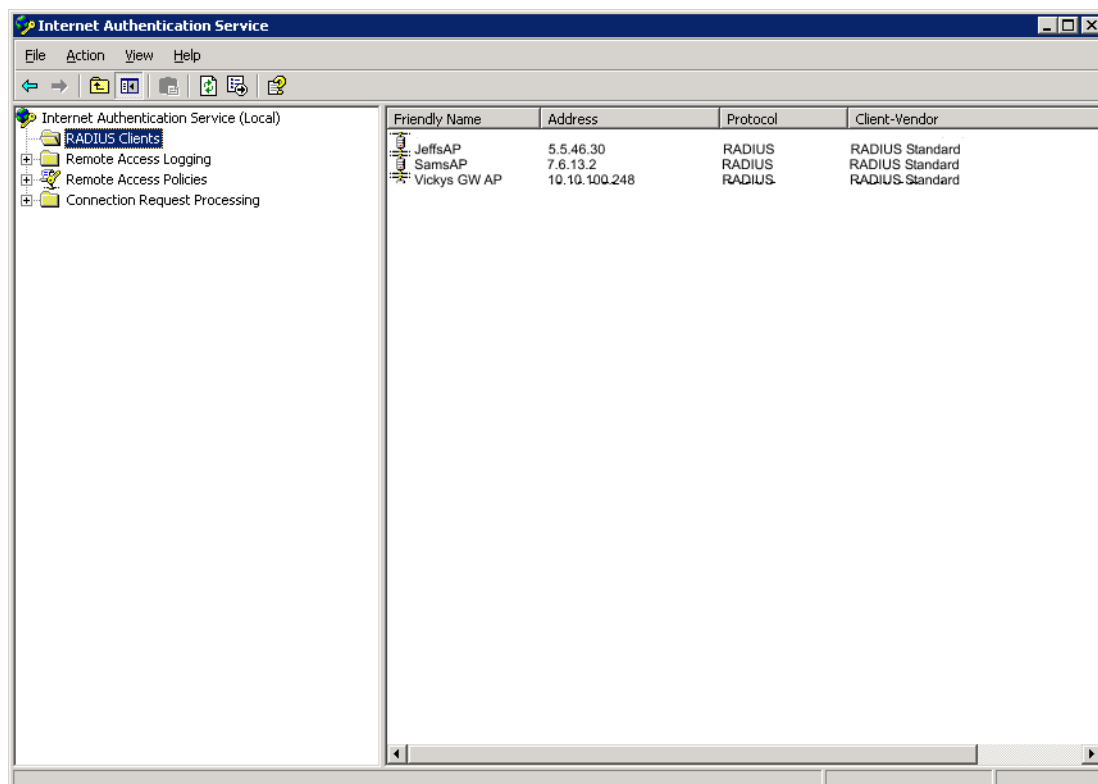 Internet Authentication Service
File Action View Help
Internet Authentication Service (Local)
RADIUS Clients
Remote Access Logging
Remote Access Policies
Connection Request Processing
Friendly Name Address Protocol Client-Vendor
JeffsAP 5.5.46.30 RADIUS RADIUS Standard
SamsAP 7.6.13.2 RADIUS RADIUS Standard
Vickys GW AP 10.10.100.248 RADIUS RADIUS Standard